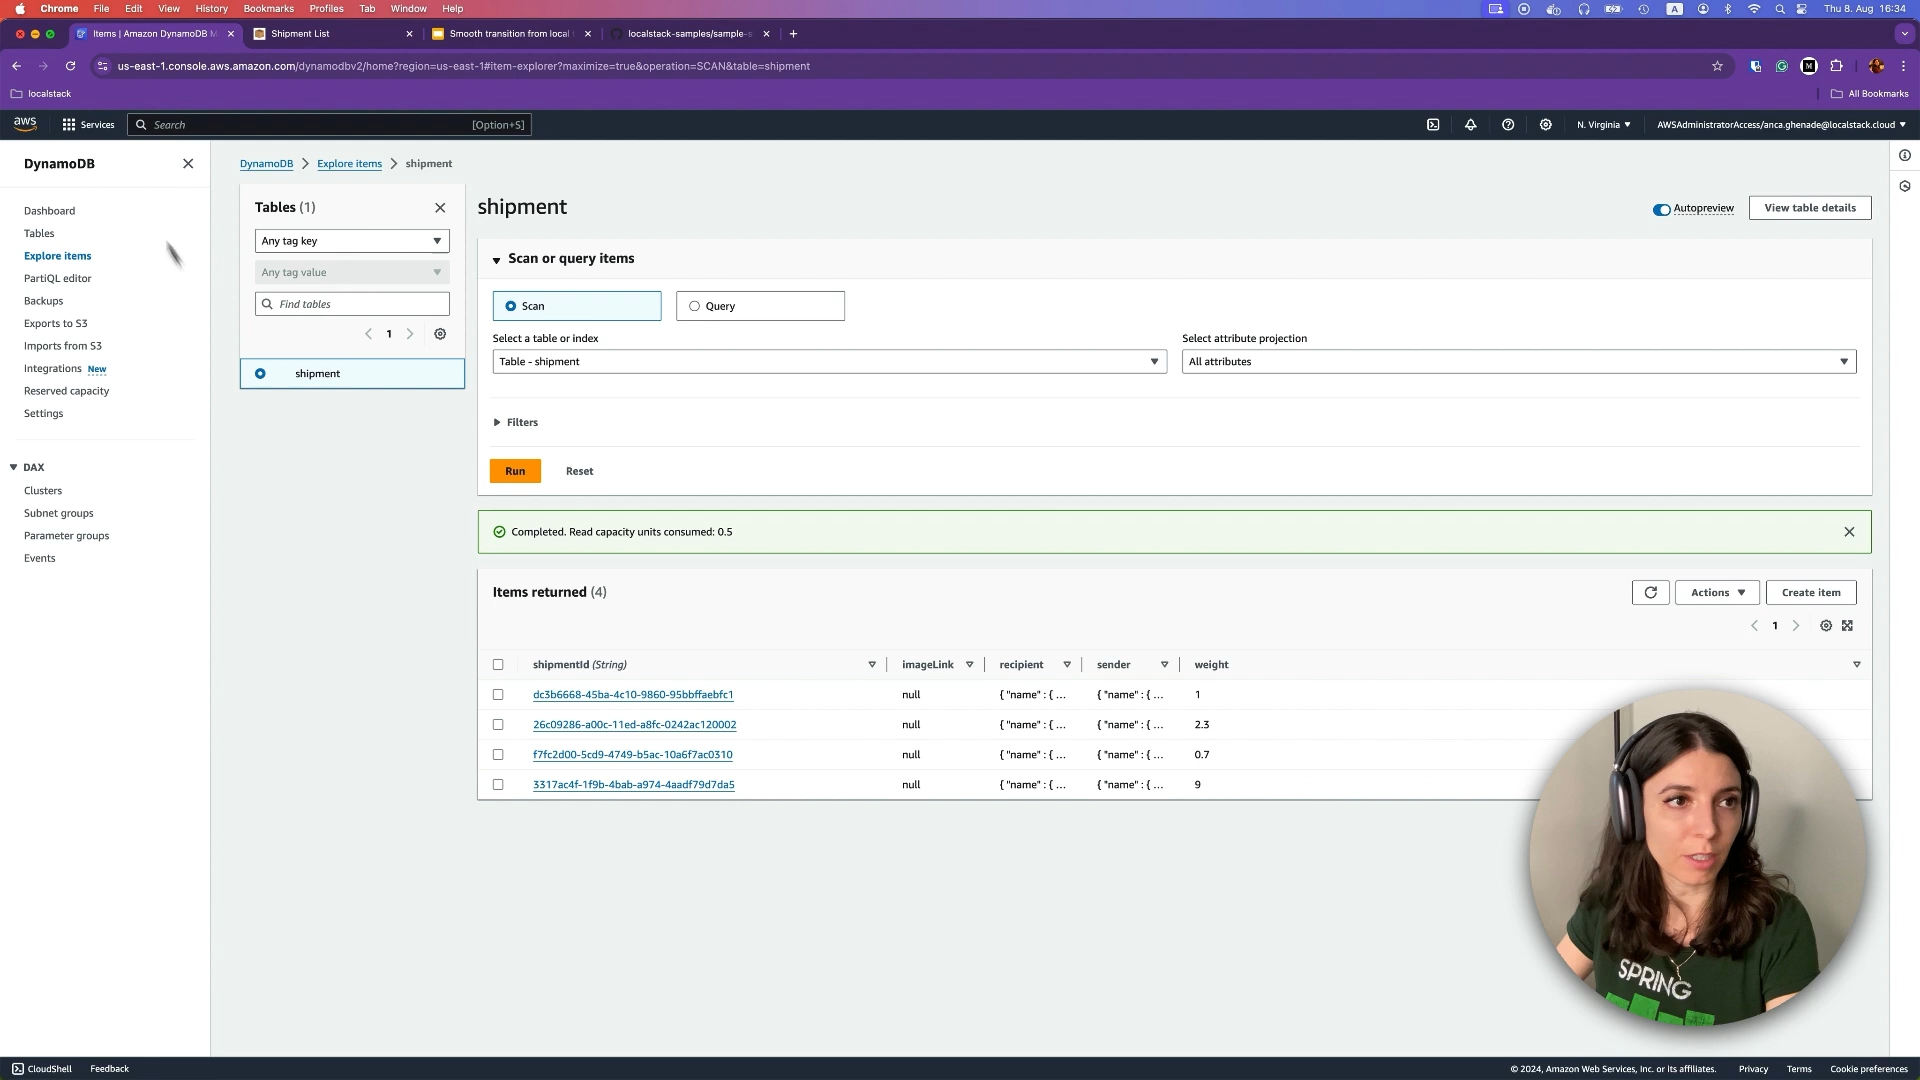 Chrome File Edit View History Bookmarks Profiles Tab Window Help
A Thu 8. Aug 16:34
Items | Amazon DynamoDB M
Shipment List
Smooth transition from local
localstack-samples/sample-s
us-east-1.console.aws.amazon.com/dynamodbv2/home?region=us-east-1#item-explorer?maximize=true&operation=SCAN&table=shipment
localstack
All Bookmarks
aws Services Search [Option+S]
N. Virginia
AWSAdministratorAccess/anca.ghenade@localstack.cloud
DynamoDB
Dashboard
Tables
Explore items
PartiQL editor
Backups
Exports to S3
Imports from S3
Integrations New
Reserved capacity
Settings
DAX
Clusters
Subnet groups
Parameter groups
Events
DynamoDB > Explore items > shipment
Tables (1)
Any tag key
Any tag value
Find tables
1
shipment
shipment
Autopreview
View table details
Scan or query items
Scan
Query
Select a table or index
Table - shipment
Select attribute projection
All attributes
Filters
Run
Reset
Completed. Read capacity units consumed: 0.5
Items returned (4)
Actions
Create item
1
shipmentId (String) imageLink recipient sender weight
dc3b6668-45ba-4c10-9860-95bbffaebfc1 null { "name" : { ... { "name" : { ... 1
26c09286-a00c-11ed-a8fc-0242ac120002 null { "name" : { ... { "name" : { ... 2.3
f7fc2d00-5cd9-4749-b5ac-10a6f7ac0310 null { "name" : { ... { "name" : { ... 0.7
3317ac4f-1f9b-4bab-a974-4aadf79d7da5 null { "name" : { ... { "name" : { ... 9
SPRING
CloudShell
Feedback
© 2024, Amazon Web Services, Inc. or its affiliates.
Privacy
Terms
Cookie preferences